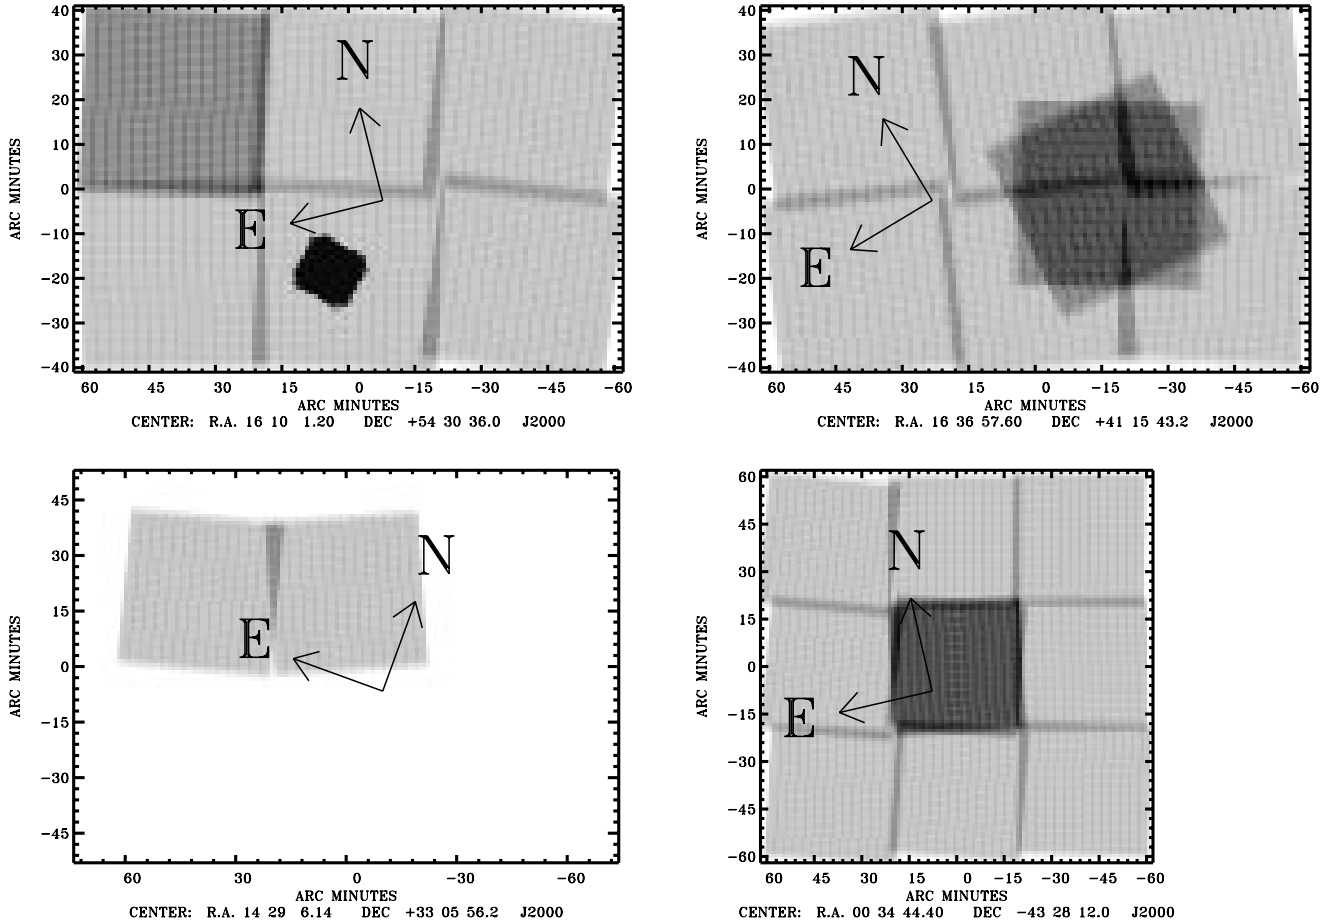 40
30
20
10
0
−10
−20
−30
−40
ARC MINUTES
N
E
60 45 30 15 0 −15 −30 −45 −60
ARC MINUTES
CENTER: R.A. 16 10 1.20 DEC +54 30 36.0 J2000
40
30
20
10
0
−10
−20
−30
−40
ARC MINUTES
N
E
60 45 30 15 0 −15 −30 −45 −60
ARC MINUTES
CENTER: R.A. 16 36 57.60 DEC +41 15 43.2 J2000
45
30
15
0
−15
−30
−45
ARC MINUTES
N
E
60 30 0 −30 −60
ARC MINUTES
CENTER: R.A. 14 29 6.14 DEC +33 05 56.2 J2000
60
45
30
15
0
−15
−30
−45
−60
ARC MINUTES
N
E
60 45 30 15 0 −15 −30 −45 −60
ARC MINUTES
CENTER: R.A. 00 34 44.40 DEC −43 28 12.0 J2000